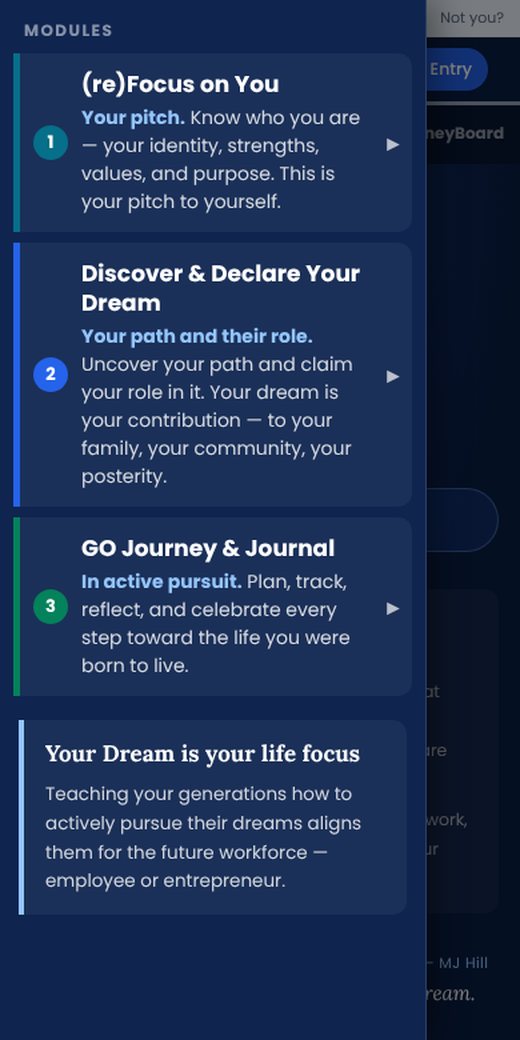 MODULES
Not you?
Entry
(re)Focus on You
1
Your pitch. Know who you are
— your identity, strengths,
values, and purpose. This is
your pitch to yourself.
▶
neyBoard
Discover & Declare Your
Dream
2
Your path and their role.
Uncover your path and claim
your role in it. Your dream is
your contribution — to your
family, your community, your
posterity.
▶
GO Journey & Journal
3
In active pursuit. Plan, track,
reflect, and celebrate every
step toward the life you were
born to live.
▶
Your Dream is your life focus
Teaching your generations how to
actively pursue their dreams aligns
them for the future workforce —
employee or entrepreneur.
work,
— MJ Hill
ream.